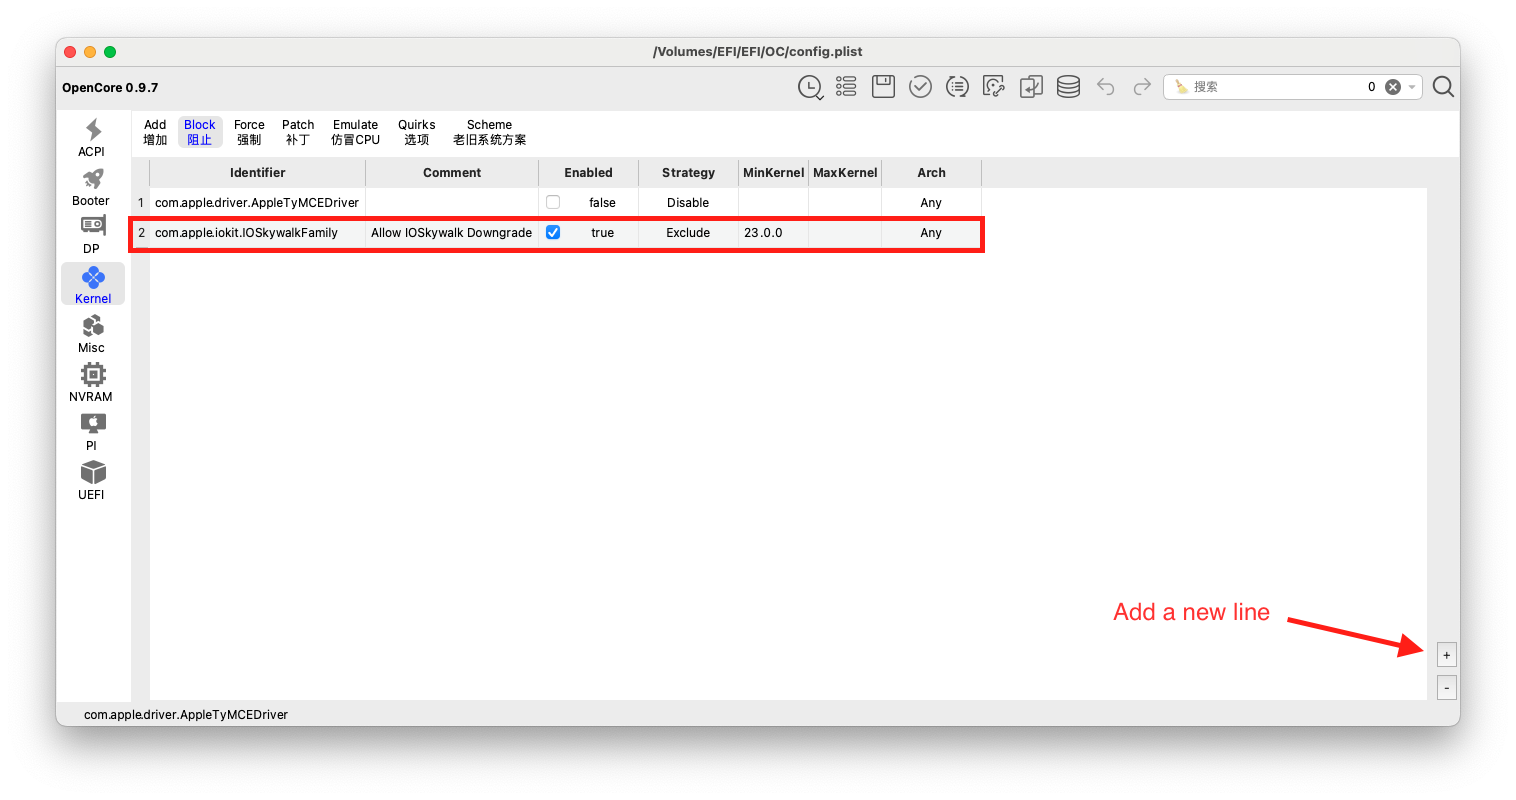 /Volumes/EFI/EFI/OC/config.plist
OpenCore 0.9.7
搜索 0
ACPI
Booter
DP
Kernel
Misc
NVRAM
PI
UEFI
Add Block Force Patch Emulate Quirks Scheme
增加 阻止 强制 补丁 仿冒CPU 选项 老旧系统方案
Identifier Comment Enabled Strategy MinKernel MaxKernel Arch
1 com.apple.driver.AppleTyMCEDriver false Disable Any
2 com.apple.iokit.IOSkywalkFamily Allow IOSkywalk Downgrade true Exclude 23.0.0 Any
Add a new line
+
-
com.apple.driver.AppleTyMCEDriver